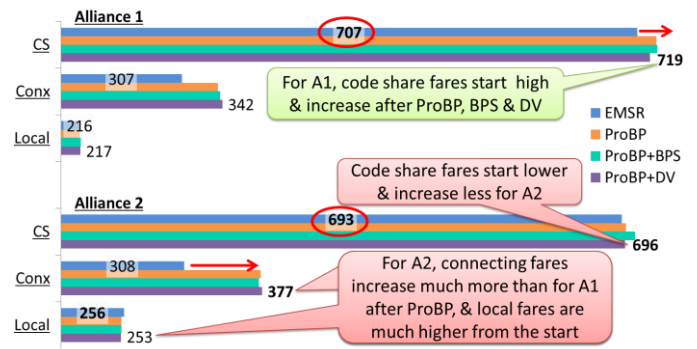 Alliance 1
707
CS
719
307
Conx
342
For A1, code share fares start high
& increase after ProBP, BPS & DV
216
Local
217
EMSR
ProBP
ProBP+BPS
ProBP+DV
Code share fares start lower
& increase less for A2
Alliance 2
693
CS
696
308
Conx
377
For A2, connecting fares
increase much more than for A1
after ProBP, & local fares are
much higher from the start
256
Local
253